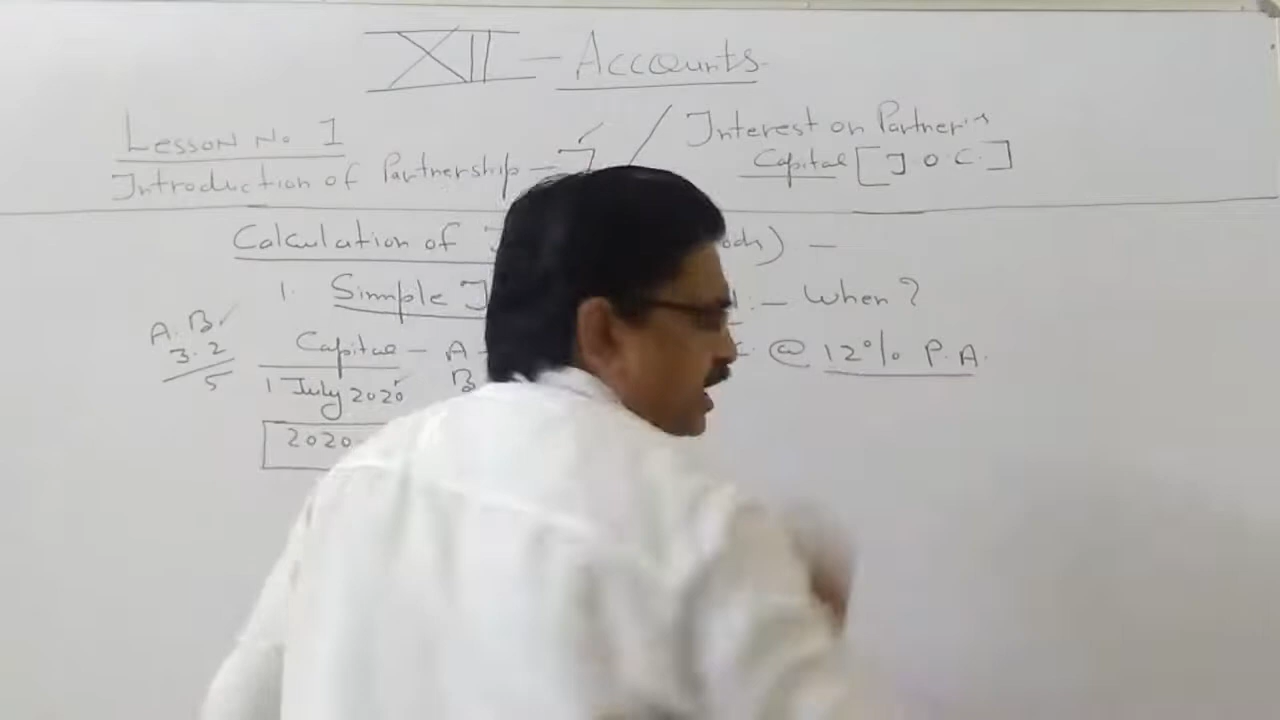 XII - Accounts
Lesson No. 1
Introduction of Partnership - I / Interest on Partner's
Capital [I.O.C.]
Calculation of
1. Simple I - When?
A. B
3. 2
5
Capital - A @ 12% P.A.
1 July 2020 B
2020